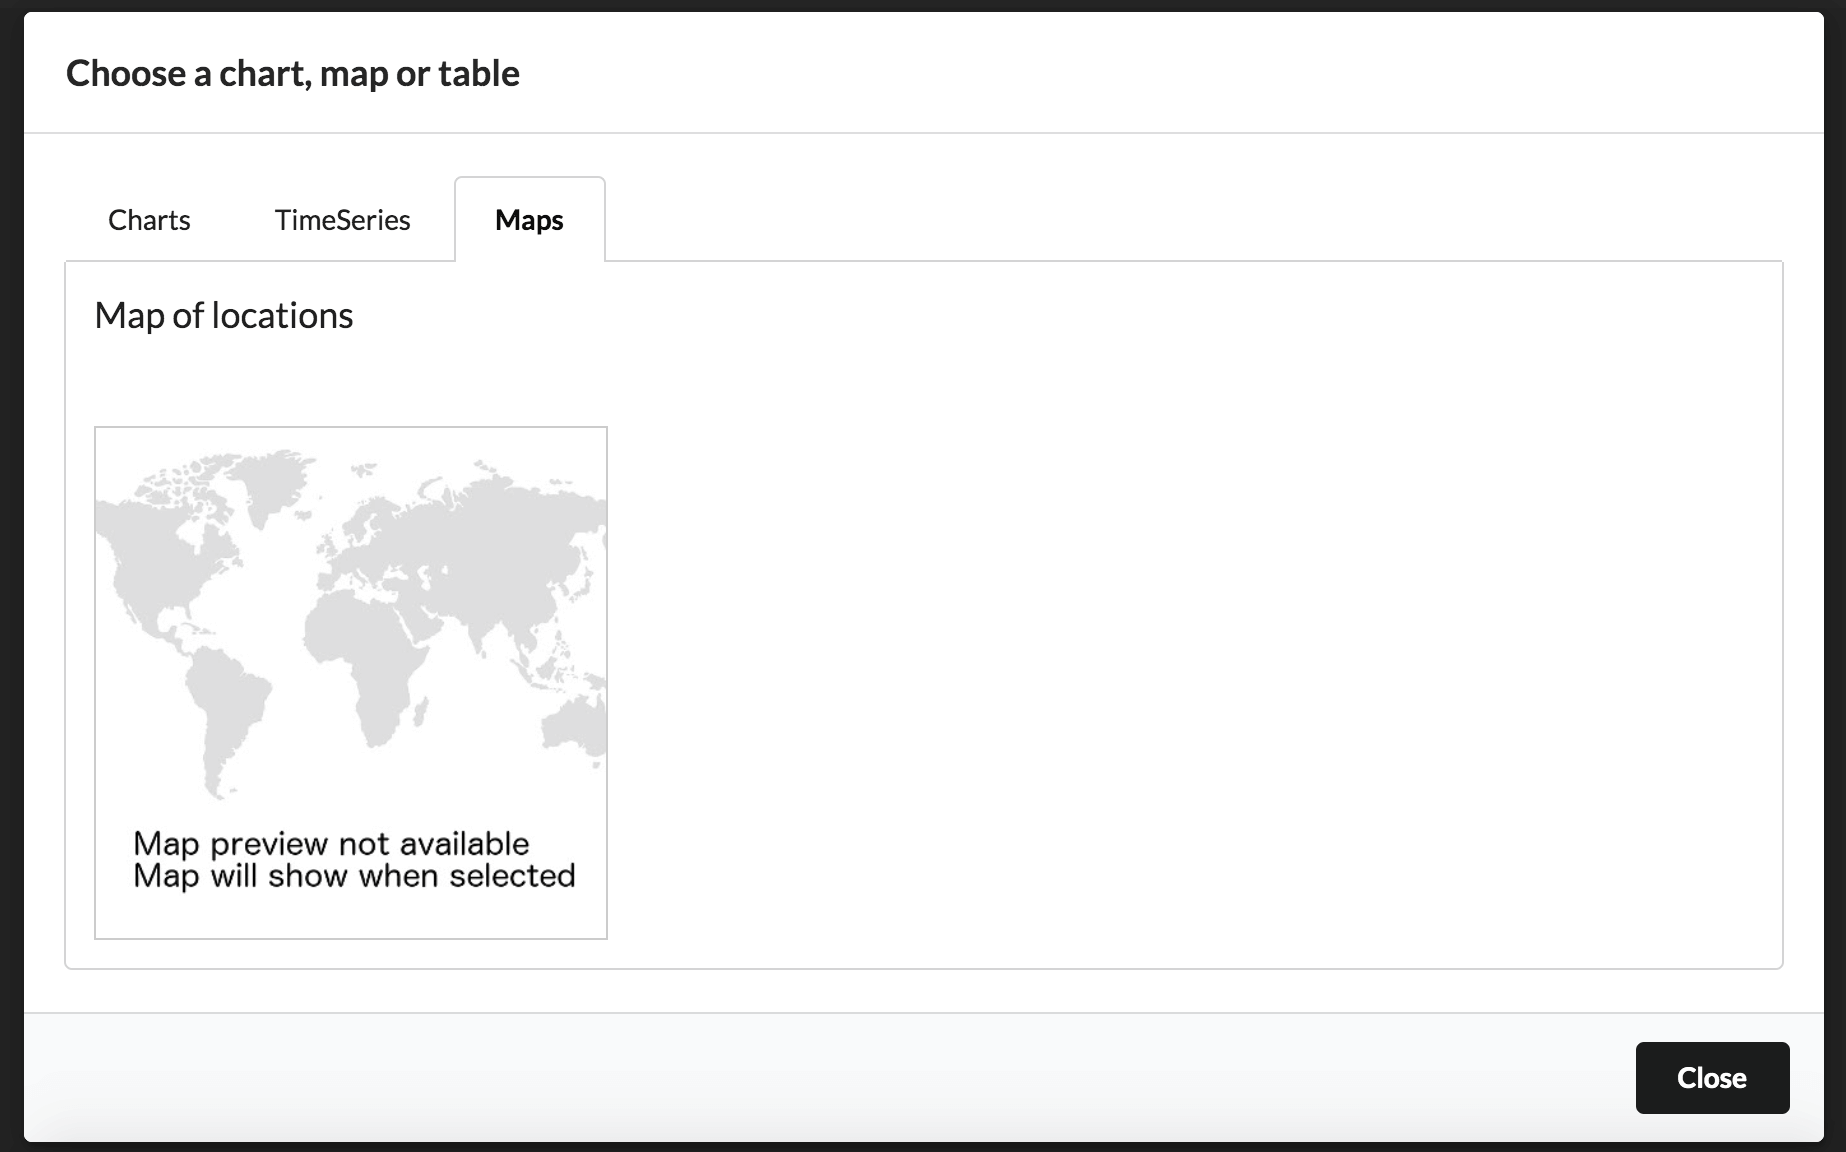 Choose a chart, map or table
Charts
TimeSeries
Maps
Map of locations
Map preview not available
Map will show when selected
Close